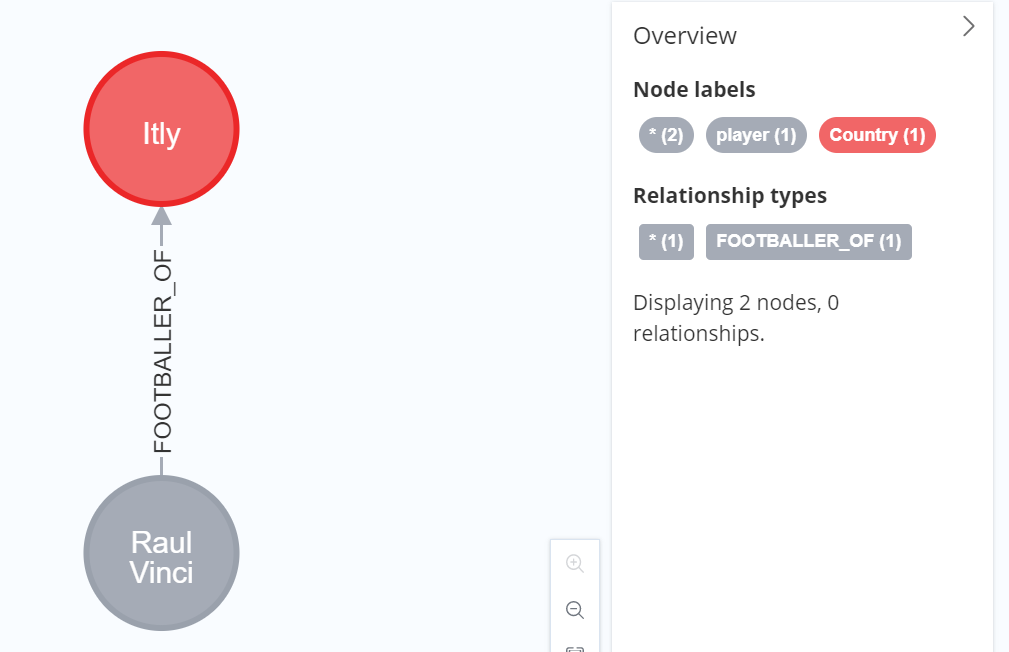 Itly
FOOTBALLER_OF
Raul
Vinci
Overview
Node labels
* (2) player (1) Country (1)
Relationship types
* (1) FOOTBALLER_OF (1)
Displaying 2 nodes, 0
relationships.